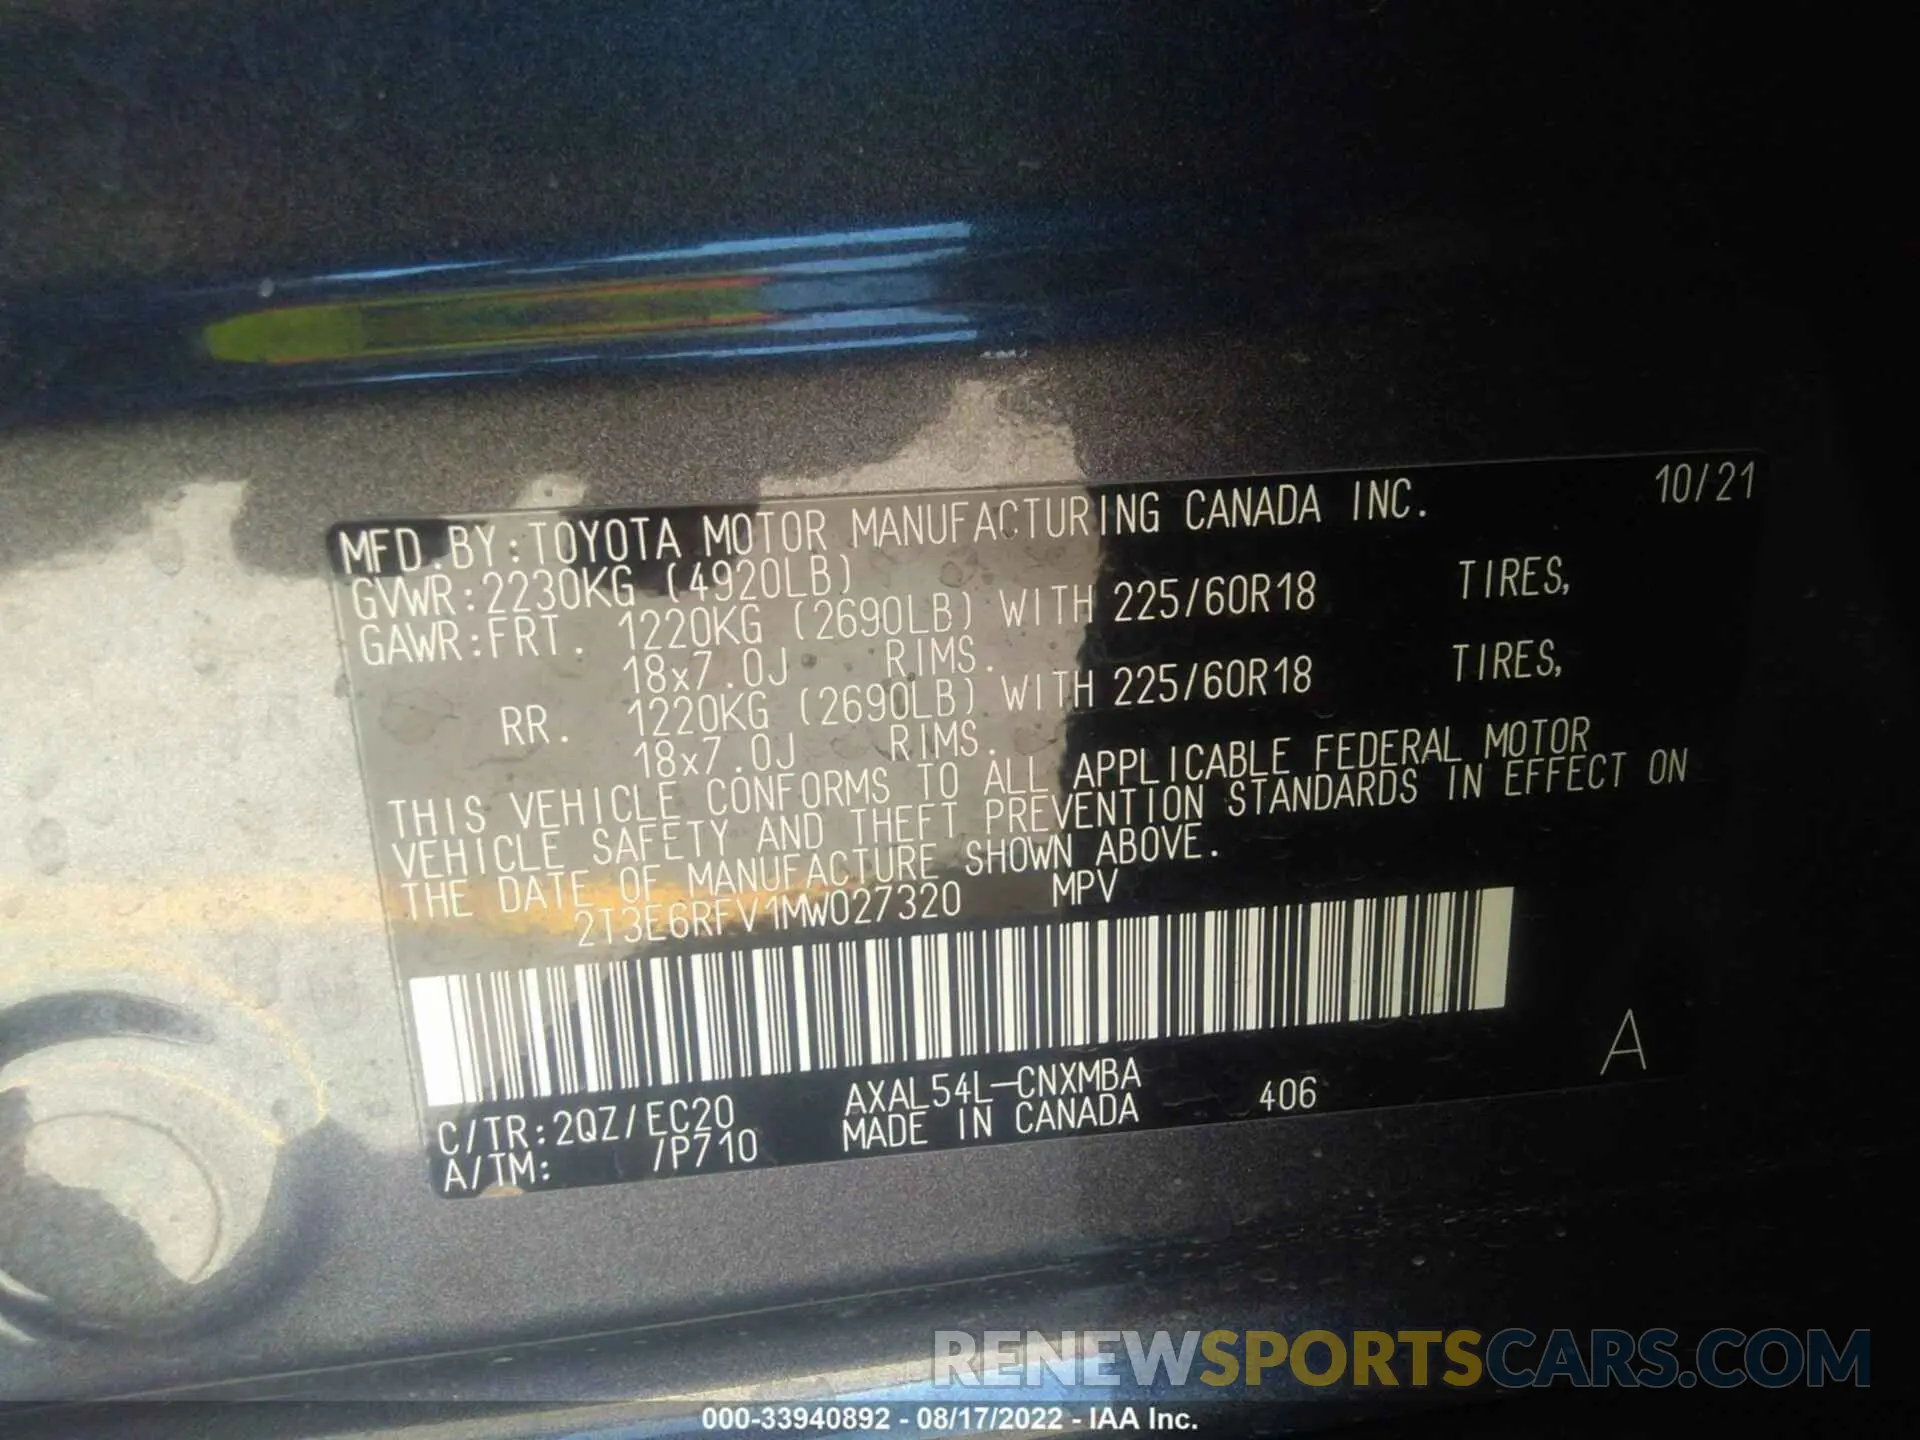 MFD.BY:TOYOTA MOTOR MANUFACTURING CANADA INC. 10/21
GVWR:2230KG (4920LB)
GAWR:FRT. 1220KG (2690LB) WITH 225/60R18 TIRES,
18x7.0J RIMS.
RR. 1220KG (2690LB) WITH 225/60R18 TIRES,
18x7.0J RIMS.
THIS VEHICLE CONFORMS TO ALL APPLICABLE FEDERAL MOTOR
VEHICLE SAFETY AND THEFT PREVENTION STANDARDS IN EFFECT ON
THE DATE OF MANUFACTURE SHOWN ABOVE.
2T3E6RFV1MW027320 MPV
A
C/TR:2QZ/EC20 AXAL54L-CNXMBA 406
A/TM: /P710 MADE IN CANADA
RENEWSPORTSCARS.COM
000-33940892 - 08/17/2022 - IAA Inc.